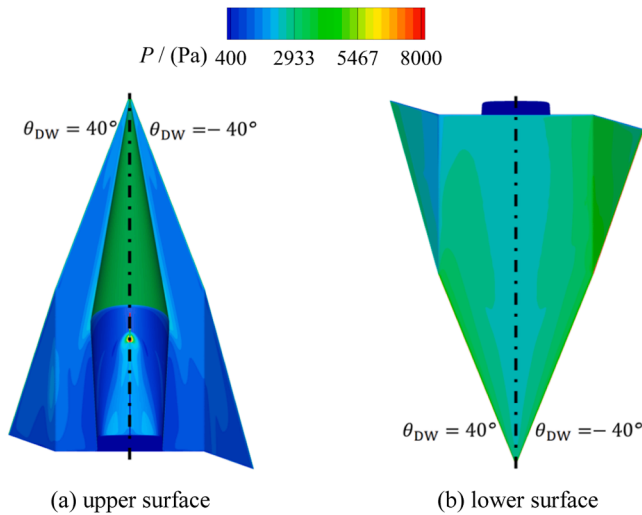 P / (Pa) 400 2933 5467 8000
θDW = 40° θDW =− 40°
θDW = 40° θDW =− 40°
(a) upper surface (b) lower surface